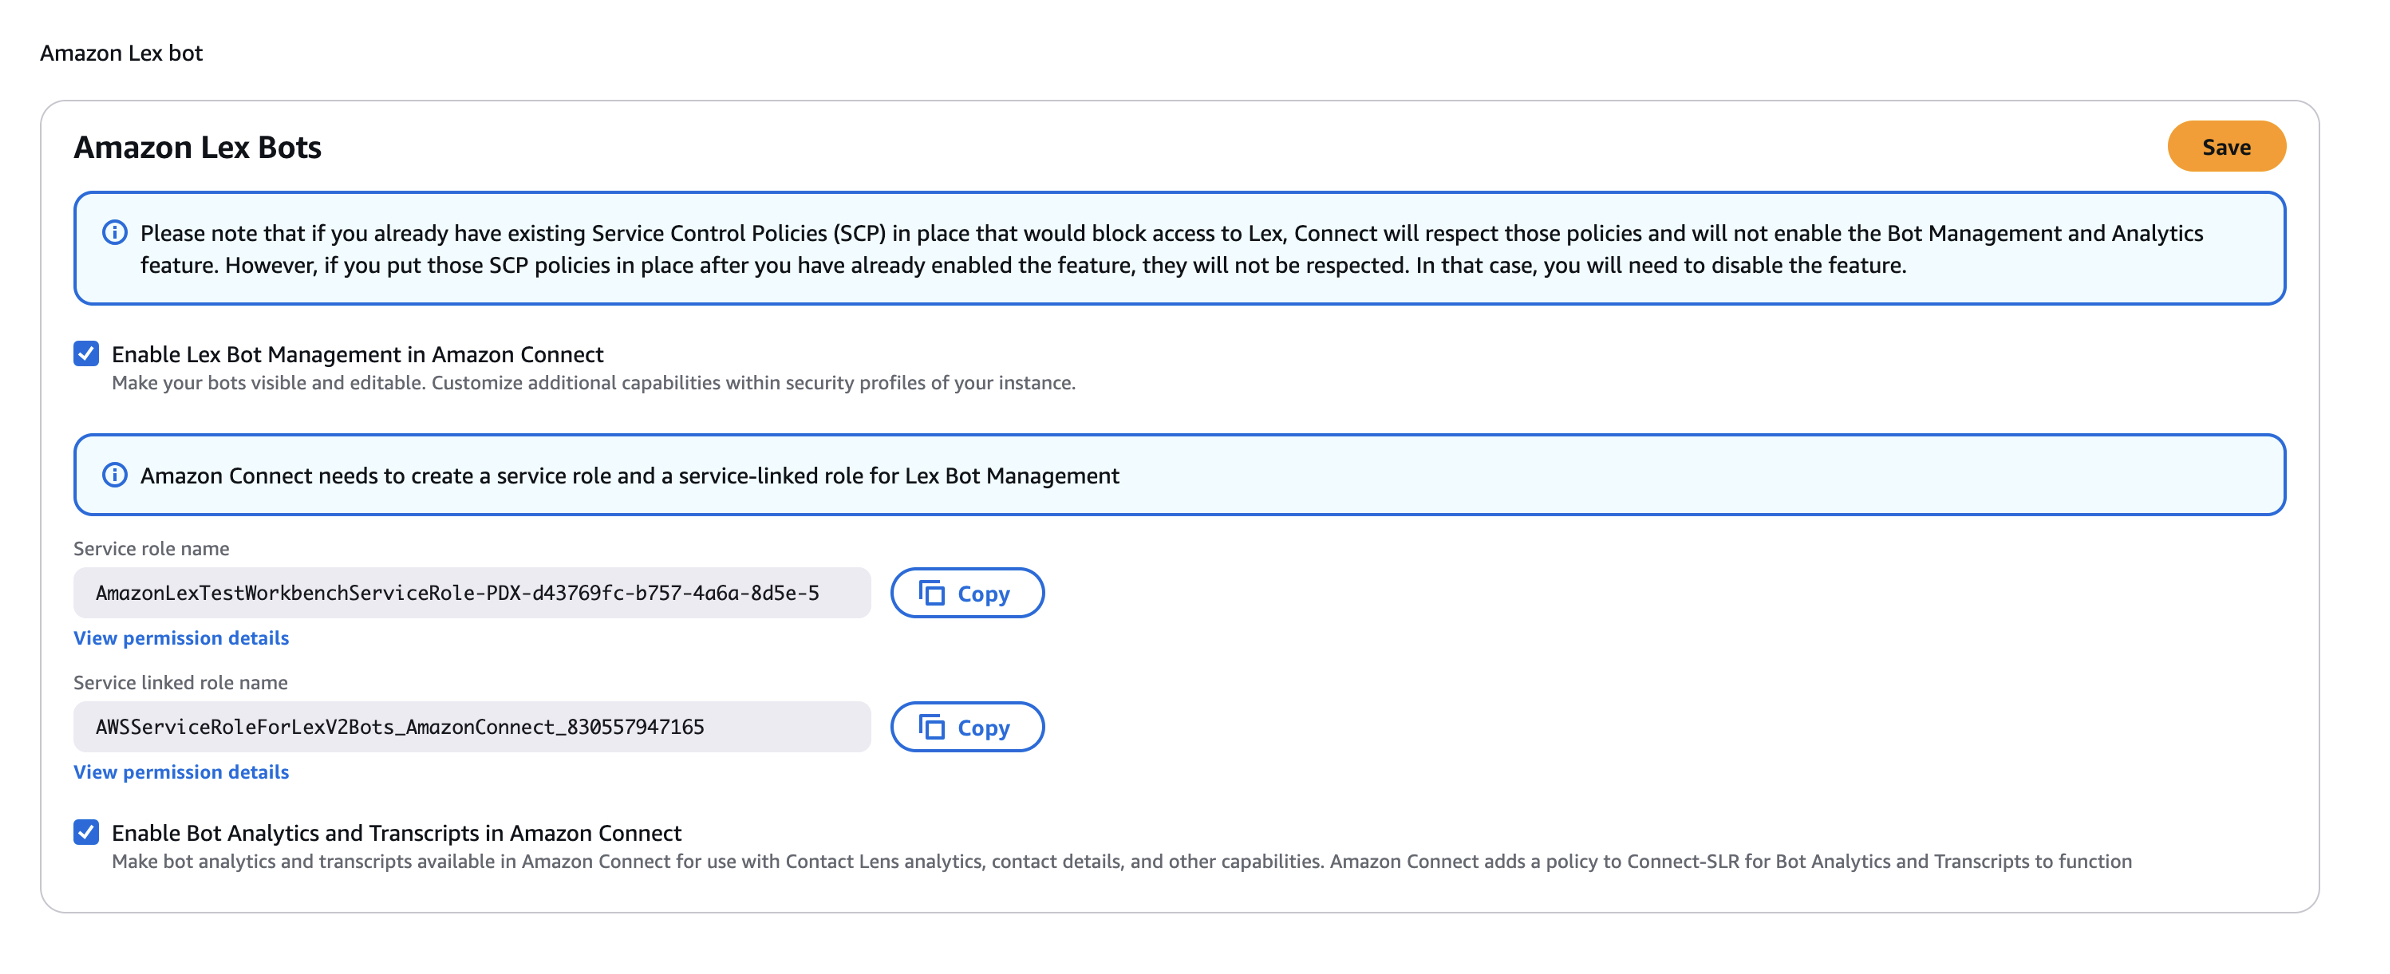 Amazon Lex bot
Amazon Lex Bots
Save
Please note that if you already have existing Service Control Policies (SCP) in place that would block access to Lex, Connect will respect those policies and will not enable the Bot Management and Analytics
feature. However, if you put those SCP policies in place after you have already enabled the feature, they will not be respected. In that case, you will need to disable the feature.
Enable Lex Bot Management in Amazon Connect
Make your bots visible and editable. Customize additional capabilities within security profiles of your instance.
Amazon Connect needs to create a service role and a service-linked role for Lex Bot Management
Service role name
AmazonLexTestWorkbenchServiceRole-PDX-d43769fc-b757-4a6a-8d5e-5
Copy
View permission details
Service linked role name
AWSServiceRoleForLexV2Bots_AmazonConnect_830557947165
Copy
View permission details
Enable Bot Analytics and Transcripts in Amazon Connect
Make bot analytics and transcripts available in Amazon Connect for use with Contact Lens analytics, contact details, and other capabilities. Amazon Connect adds a policy to Connect-SLR for Bot Analytics and Transcripts to function